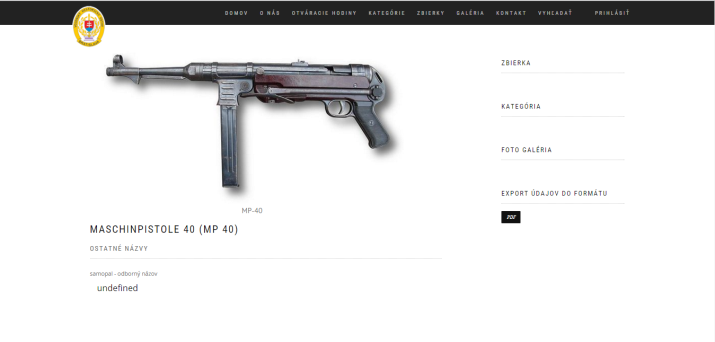 DOMOV O NÁS OTVÁRACIE HODINY KATEGÓRIE ZBIERKY GALÉRIA KONTAKT VYHĽADAŤ PRIHLÁSIŤ
MP-40
MASCHINPISTOLE 40 (MP 40)
OSTATNÉ NÁZVY
samopal - odborný názov
undefined
ZBIERKA
KATEGÓRIA
FOTO GALÉRIA
EXPORT ÚDAJOV DO FORMÁTU
PDF